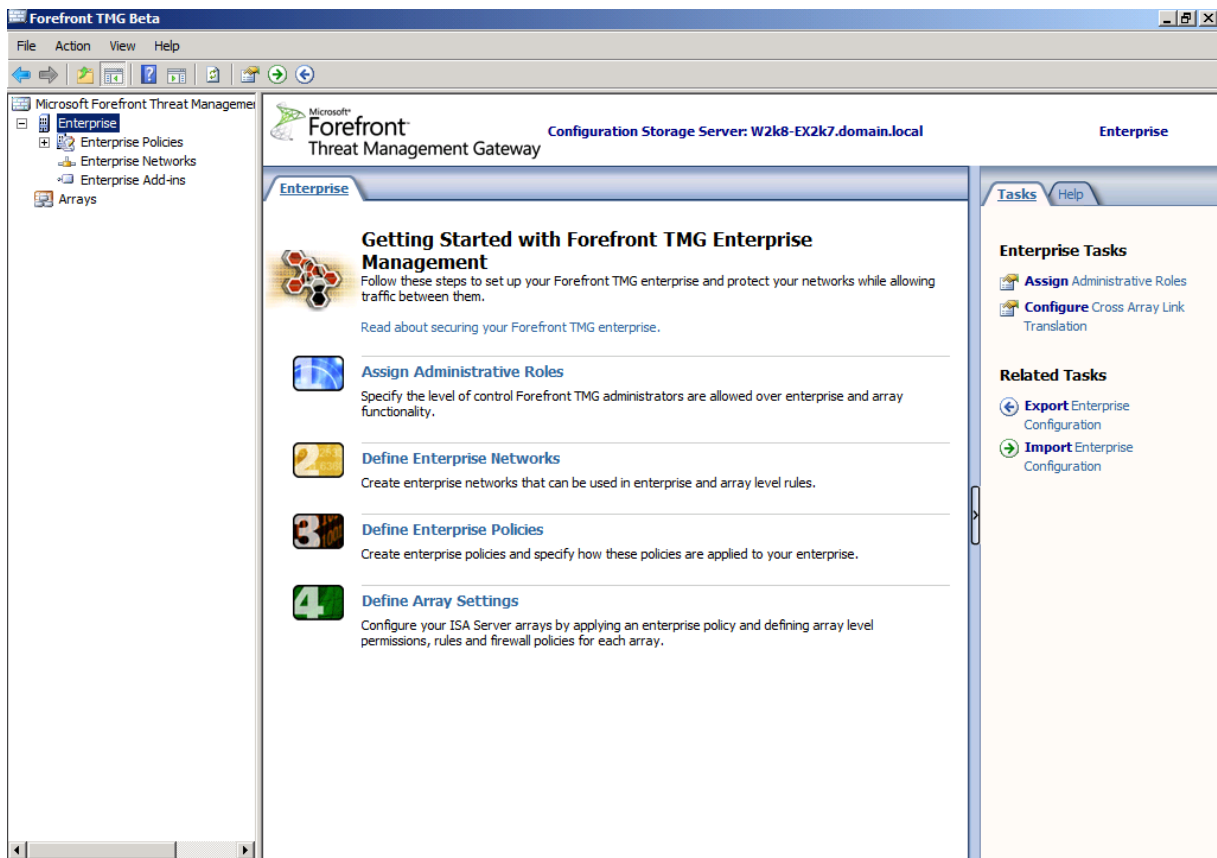 Forefront TMG Beta
File Action View Help
Microsoft Forefront Threat Manageme
Enterprise
Enterprise Policies
Enterprise Networks
Enterprise Add-ins
Arrays
Microsoft
Forefront
Threat Management Gateway
Configuration Storage Server: W2k8-EX2k7.domain.local
Enterprise
Enterprise
Getting Started with Forefront TMG Enterprise
Management
Follow these steps to set up your Forefront TMG enterprise and protect your networks while allowing
traffic between them.
Read about securing your Forefront TMG enterprise.
1
Assign Administrative Roles
Specify the level of control Forefront TMG administrators are allowed over enterprise and array
functionality.
2
Define Enterprise Networks
Create enterprise networks that can be used in enterprise and array level rules.
3
Define Enterprise Policies
Create enterprise policies and specify how these policies are applied to your enterprise.
4
Define Array Settings
Configure your ISA Server arrays by applying an enterprise policy and defining array level
permissions, rules and firewall policies for each array.
Tasks Help
Enterprise Tasks
Assign Administrative Roles
Configure Cross Array Link
Translation
Related Tasks
Export Enterprise
Configuration
Import Enterprise
Configuration